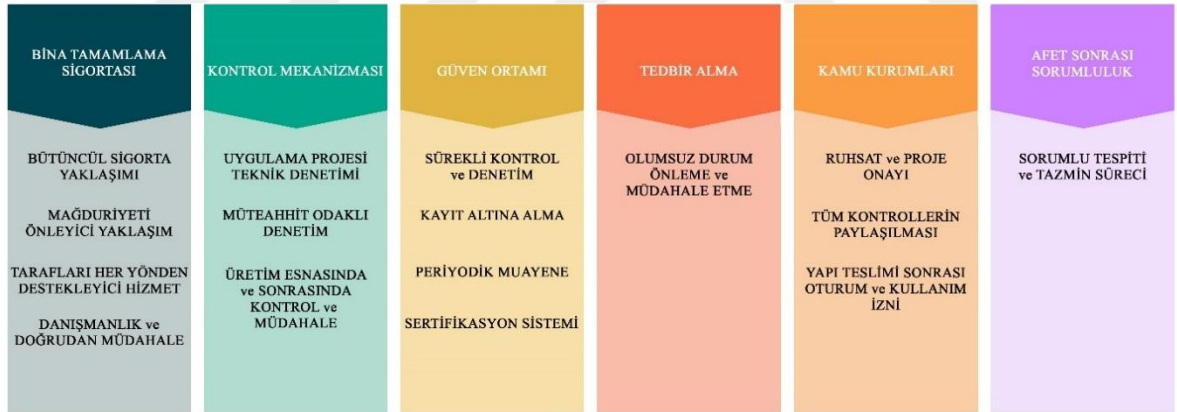 BİNA TAMAMLAMA
SİGORTASI
BÜTÜNCÜL SİGORTA
YAKLAŞIMI
MAĞDURİYETİ
ÖNLEYİCİ YAKLAŞIM
TARAFLARI HER YÖNDEN
DESTEKLEYİCİ HİZMET
DANIŞMANLIK ve
DOĞRUDAN MÜDAHALE
KONTROL MEKANİZMASI
UYGULAMA PROJESİ
TEKNİK DENETİMİ
MÜTEAHHİT ODAKLI
DENETİM
ÜRETİM ESNASINDA
ve SONRASINDA
KONTROL ve
MÜDAHALE
GÜVEN ORTAMI
SÜREKLİ KONTROL
ve DENETİM
KAYIT ALTINA ALMA
PERİYODİK MUAYENE
SERTİFİKASYON SİSTEMİ
TEDBİR ALMA
OLUMSUZ DURUM
ÖNLEME ve
MÜDAHALE ETME
KAMU KURUMLARI
RUHSAT ve PROJE
ONAYI
TÜM KONTROLLERİN
PAYLAŞILMASI
YAPI TESLİMİ SONRASI
OTURUM ve KULLANIM
İZNİ
AFET SONRASI
SORUMLULUK
SORUMLU TESPİTİ
ve TAZMİN SÜRECİ